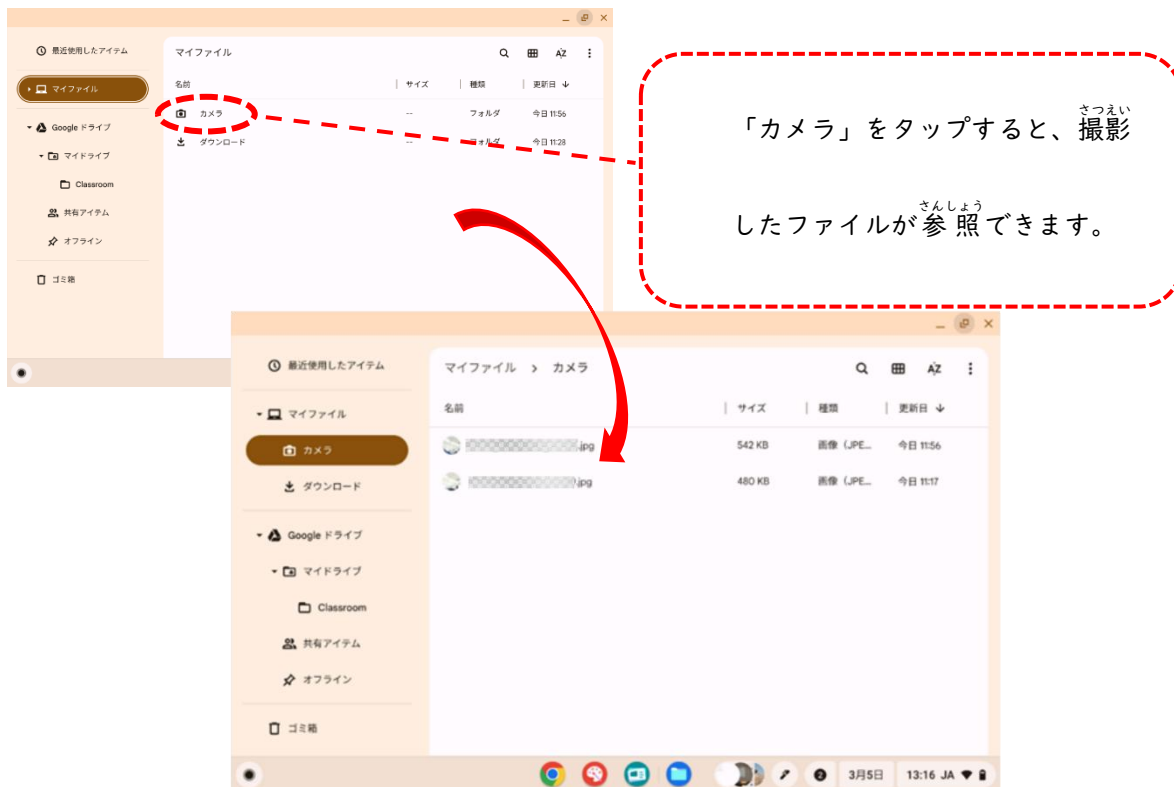 最近使用したアイテム
マイファイル
Google ドライブ
マイドライブ
Classroom
共有アイテム
オフライン
ゴミ箱
マイファイル
名前 サイズ 種類 更新日
カメラ -- フォルダ 今日 11:56
ダウンロード -- フォルダ 今日 11:28
さつえい
「カメラ」をタップすると、撮影
さんしょう
したファイルが参照できます。
最近使用したアイテム
マイファイル
カメラ
ダウンロード
Google ドライブ
マイドライブ
Classroom
共有アイテム
オフライン
ゴミ箱
マイファイル > カメラ
名前 サイズ 種類 更新日
.jpg 542 KB 画像 (JPE... 今日 11:56
.jpg 480 KB 画像 (JPE... 今日 11:17
2 3月5日 13:16 JA